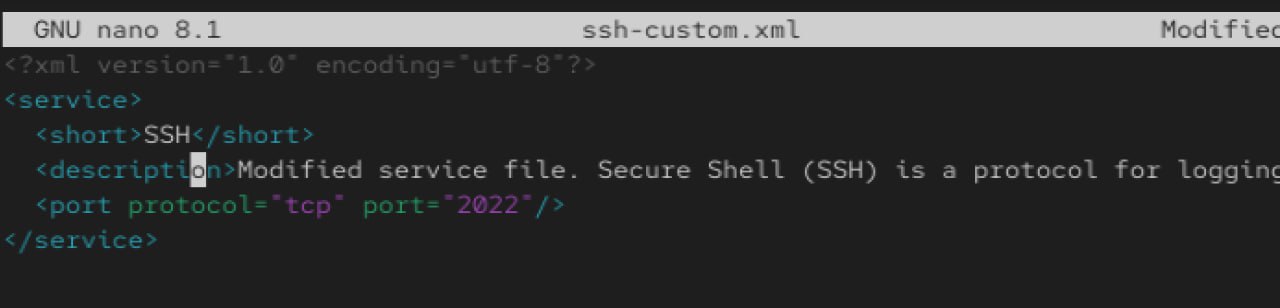 GNU nano 8.1 ssh-custom.xml Modified
<?xml version="1.0" encoding="utf-8"?>
<service>
  <short>SSH</short>
  <description>Modified service file. Secure Shell (SSH) is a protocol for logging
  <port protocol="tcp" port="2022"/>
</service>